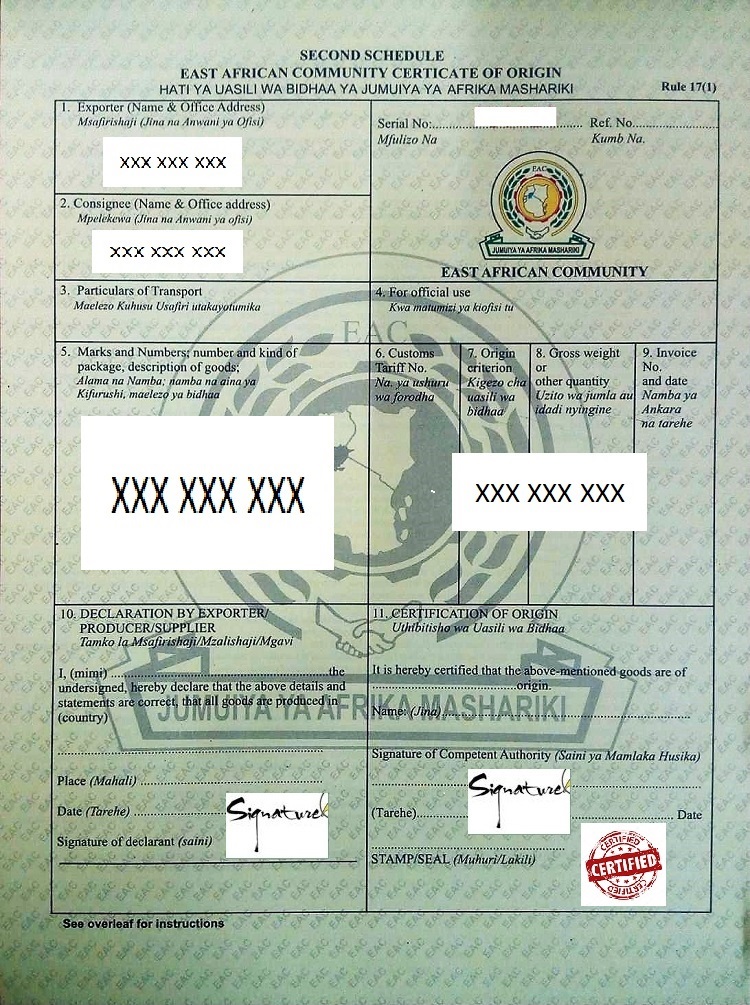 SECOND SCHEDULE
EAST AFRICAN COMMUNITY CERTICATE OF ORIGIN
HATI YA UASILI WA BIDHAA YA JUMUIYA YA AFRIKA MASHARIKI
Rule 17(1)
1. Exporter (Name & Office Address)
Msafirishaji (Jina na Anwani ya Ofisi)
XXX XXX XXX
Serial No:............................ Ref. No......................
Mfulizo Na Kumb Na.
2. Consignee (Name & Office address)
Mpelekewa (Jina na Anwani ya ofisi)
XXX XXX XXX
EAC
JUMUIYA YA AFRIKA MASHARIKI
EAST AFRICAN COMMUNITY
3. Particulars of Transport
Maelezo Kuhusu Usafiri utakayotumika
4. For official use
Kwa matumizi ya kiofisi tu
EAC
5. Marks and Numbers; number and kind of
package, description of goods;
Alama na Namba; namba na aina ya
Kifurushi, maelezo ya bidhaa
XXX XXX XXX
6. Customs
Tariff No.
Na. ya ushuru
wa forodha
7. Origin
criterion
Kigezo cha
uasili wa
bidhaa
8. Gross weight
or
other quantity
Uzito wa jumla au
idadi nyingine
9. Invoice
No.
and date
Namba ya
Ankara
na tarehe
XXX XXX XXX
10. DECLARATION BY EXPORTER/
PRODUCER/SUPPLIER
Tamko la Msafirishaji/Mzalishaji/Mgavi
I, (mimi) ......................................the
undersigned, hereby declare that the above details and
statements are correct, that all goods are produced in
(country)
Place (Mahali)
Date (Tarehe)
Signature
Signature of declarant (saini)
11. CERTIFICATION OF ORIGIN
Uthibitisho wa Uasili wa Bidhaa
It is hereby certified that the above-mentioned goods are of
......................................origin.
Name: (Jina)
JUMUIYA YA AFRIKA MASHARIKI
Signature of Competent Authority (Saini ya Mamlaka Husika)
Signature
(Tarehe)...................... Date
STAMP/SEAL (Muhuri/Lakili)
CERTIFIED
CERTIFIED
CERTIFIED
See overleaf for instructions